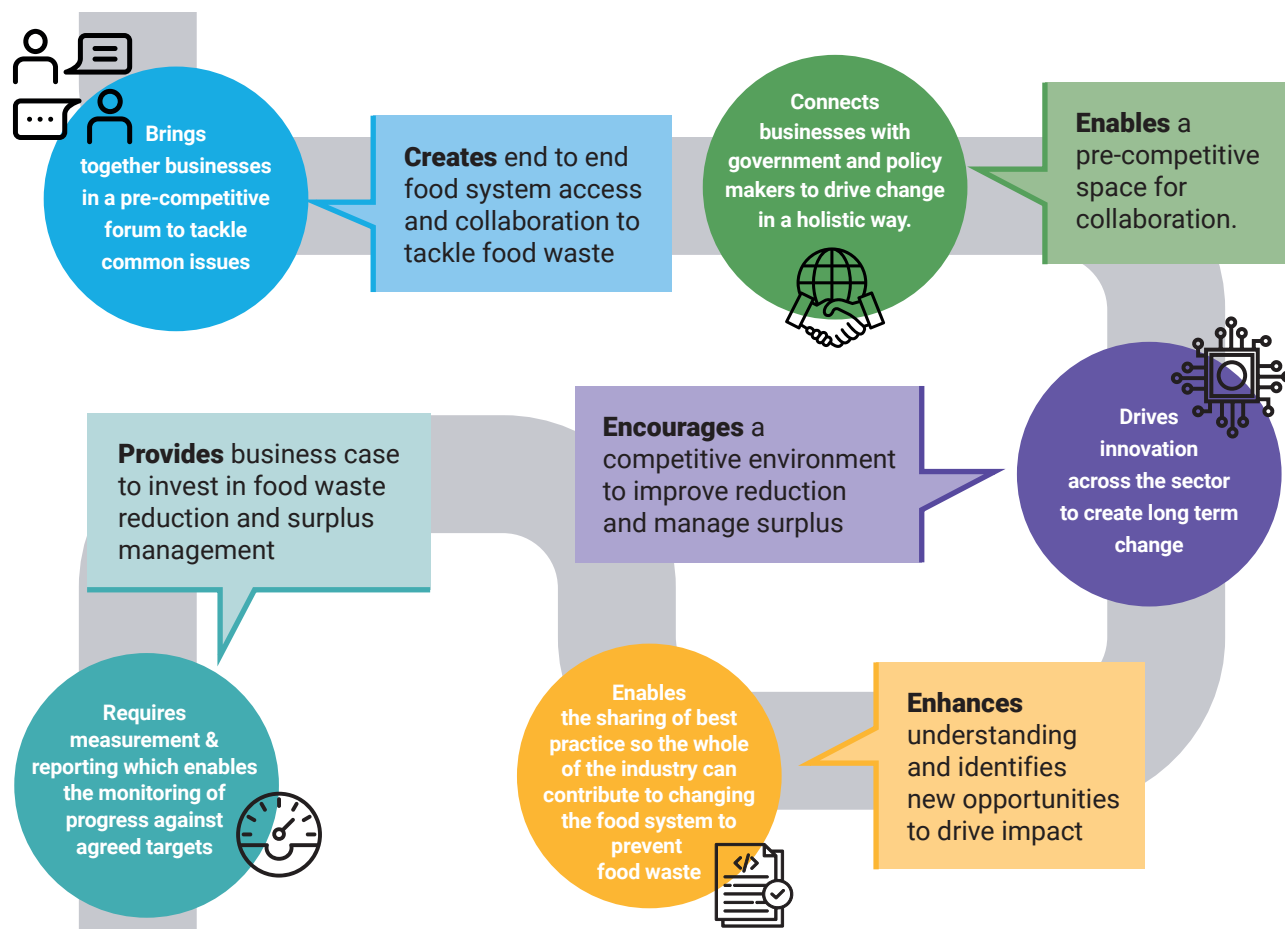 Brings
together businesses
in a pre-competitive
forum to tackle
common issues
Creates end to end
food system access
and collaboration to
tackle food waste
Connects
businesses with
government and policy
makers to drive change
in a holistic way.
Enables a
pre-competitive
space for
collaboration.
Drives
innovation
across the sector
to create long term
change
Encourages a
competitive environment
to improve reduction
and manage surplus
Enhances
understanding
and identifies
new opportunities
to drive impact
Enables
the sharing of best
practice so the whole
of the industry can
contribute to changing
the food system to
prevent
food waste
</>
Provides business case
to invest in food waste
reduction and surplus
management
Requires
measurement &
reporting which enables
the monitoring of
progress against
agreed targets